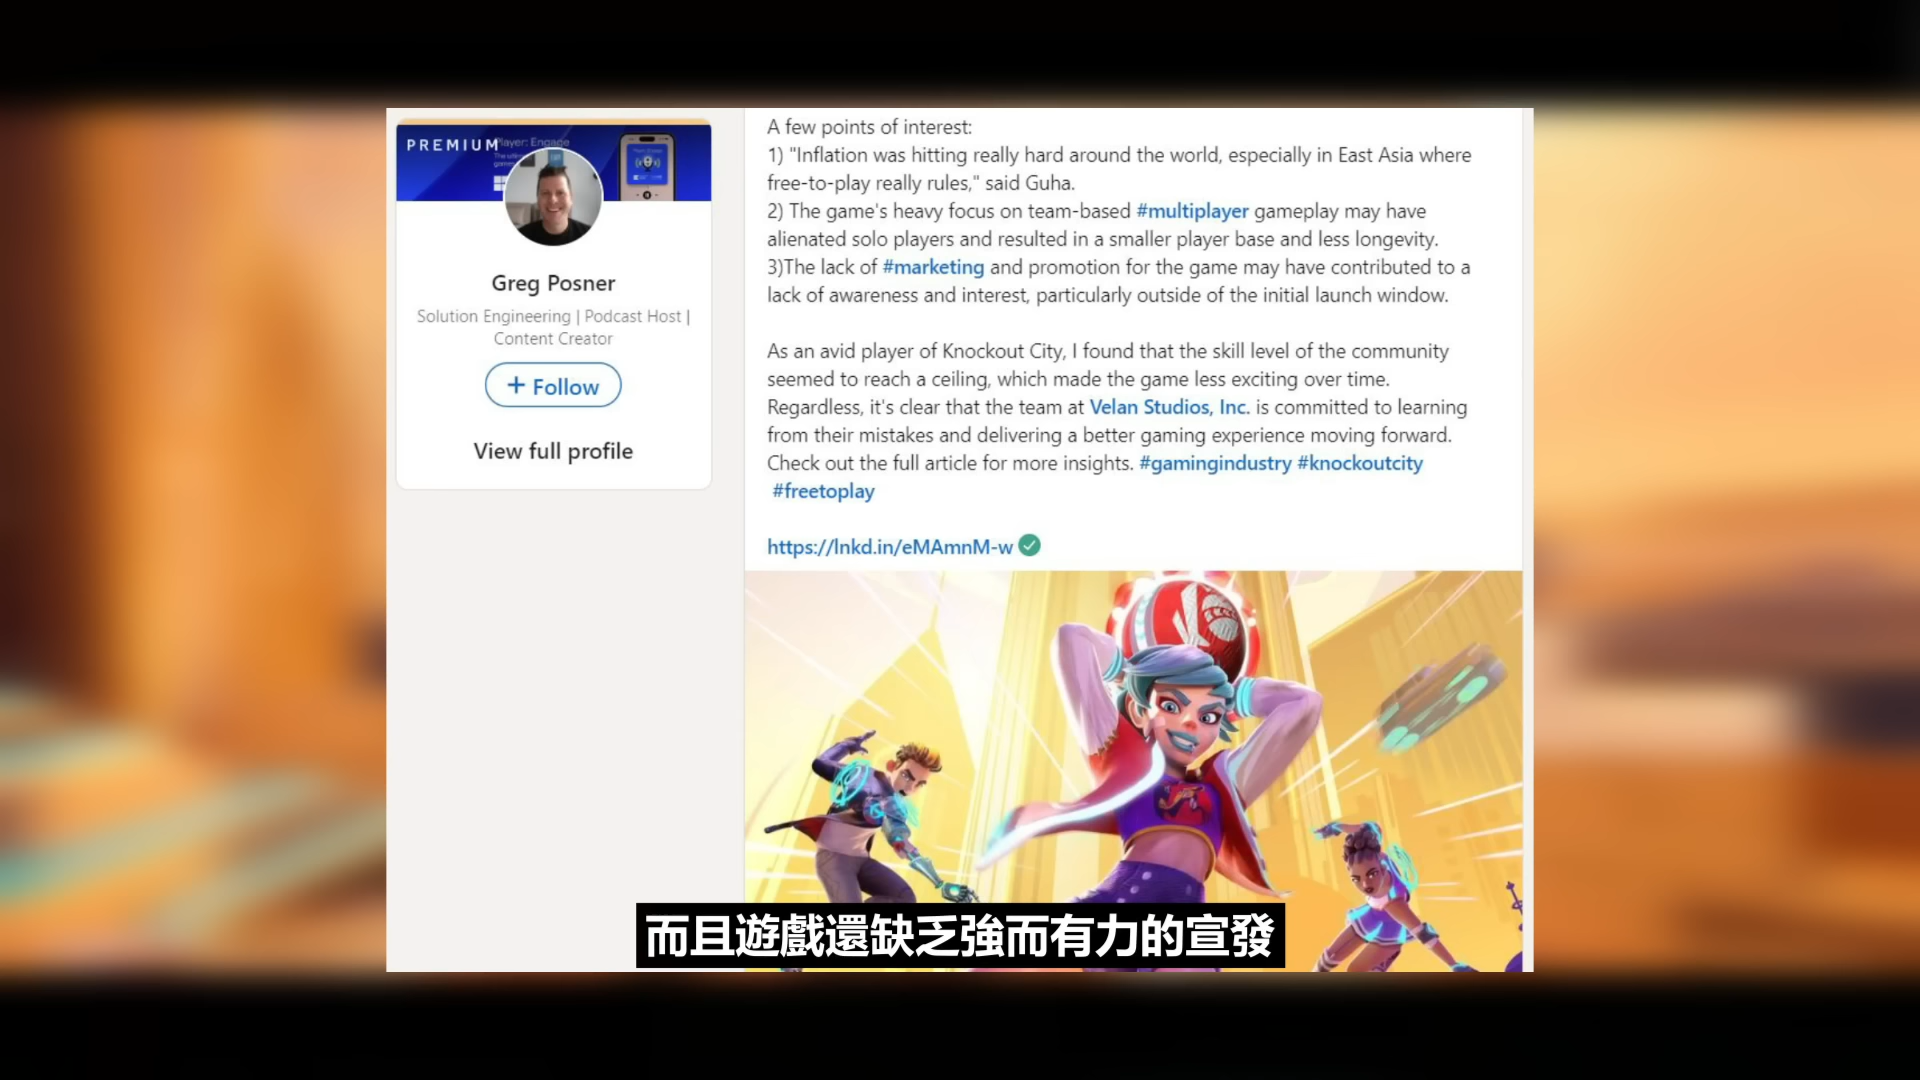 PREMIUM
Player: Engage
Greg Posner
Solution Engineering | Podcast Host |
Content Creator
+ Follow
View full profile
A few points of interest:
1) "Inflation was hitting really hard around the world, especially in East Asia where
free-to-play really rules," said Guha.
2) The game's heavy focus on team-based #multiplayer gameplay may have
alienated solo players and resulted in a smaller player base and less longevity.
3)The lack of #marketing and promotion for the game may have contributed to a
lack of awareness and interest, particularly outside of the initial launch window.
As an avid player of Knockout City, I found that the skill level of the community
seemed to reach a ceiling, which made the game less exciting over time.
Regardless, it's clear that the team at Velan Studios, Inc. is committed to learning
from their mistakes and delivering a better gaming experience moving forward.
Check out the full article for more insights. #gamingindustry #knockoutcity
#freetoplay
https://lnkd.in/eMAmnM-w
而且遊戲還缺乏強而有力的宣發